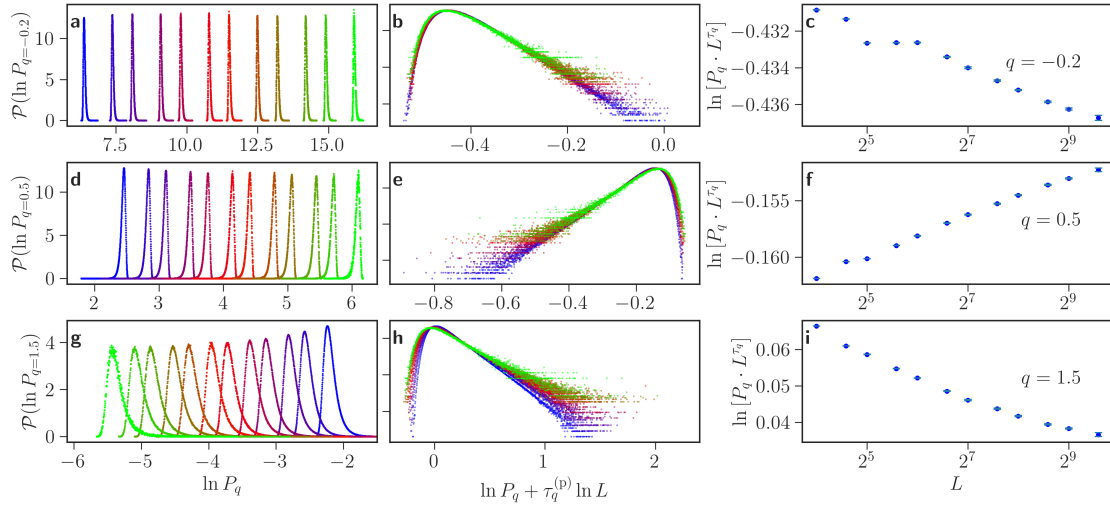 a
𝒫(ln P_{q=−0.2})
10
5
0
7.5 10.0 12.5 15.0
b
−0.4 −0.2 0.0
c
ln [P_q · L^{τ_q}]
−0.432
−0.434
−0.436
q = −0.2
2^5 2^7 2^9
d
𝒫(ln P_{q=0.5})
10
5
0
2 3 4 5 6
e
−0.8 −0.6 −0.4 −0.2
f
ln [P_q · L^{τ_q}]
−0.155
−0.160
q = 0.5
2^5 2^7 2^9
g
𝒫(ln P_{q=1.5})
4
2
0
−6 −5 −4 −3 −2
ln P_q
h
0 1 2
ln P_q + τ_q^{(p)} ln L
i
ln [P_q · L^{τ_q}]
0.06
0.05
0.04
q = 1.5
2^5 2^7 2^9
L